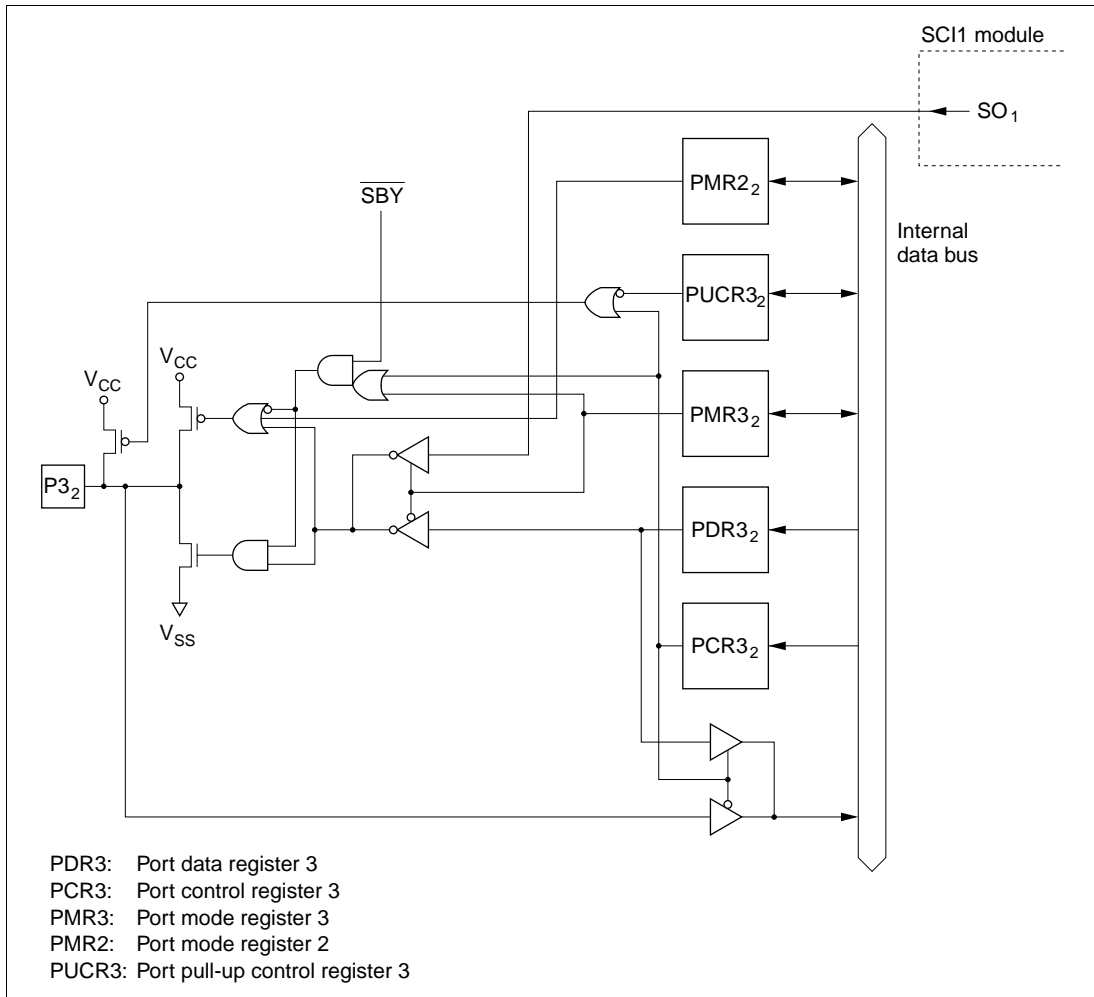 SCI1 module
SO1
PMR22
SBY
Internal
data bus
PUCR32
VCC
VCC
PMR32
P32
PDR32
VSS
PCR32
PDR3: Port data register 3
PCR3: Port control register 3
PMR3: Port mode register 3
PMR2: Port mode register 2
PUCR3: Port pull-up control register 3